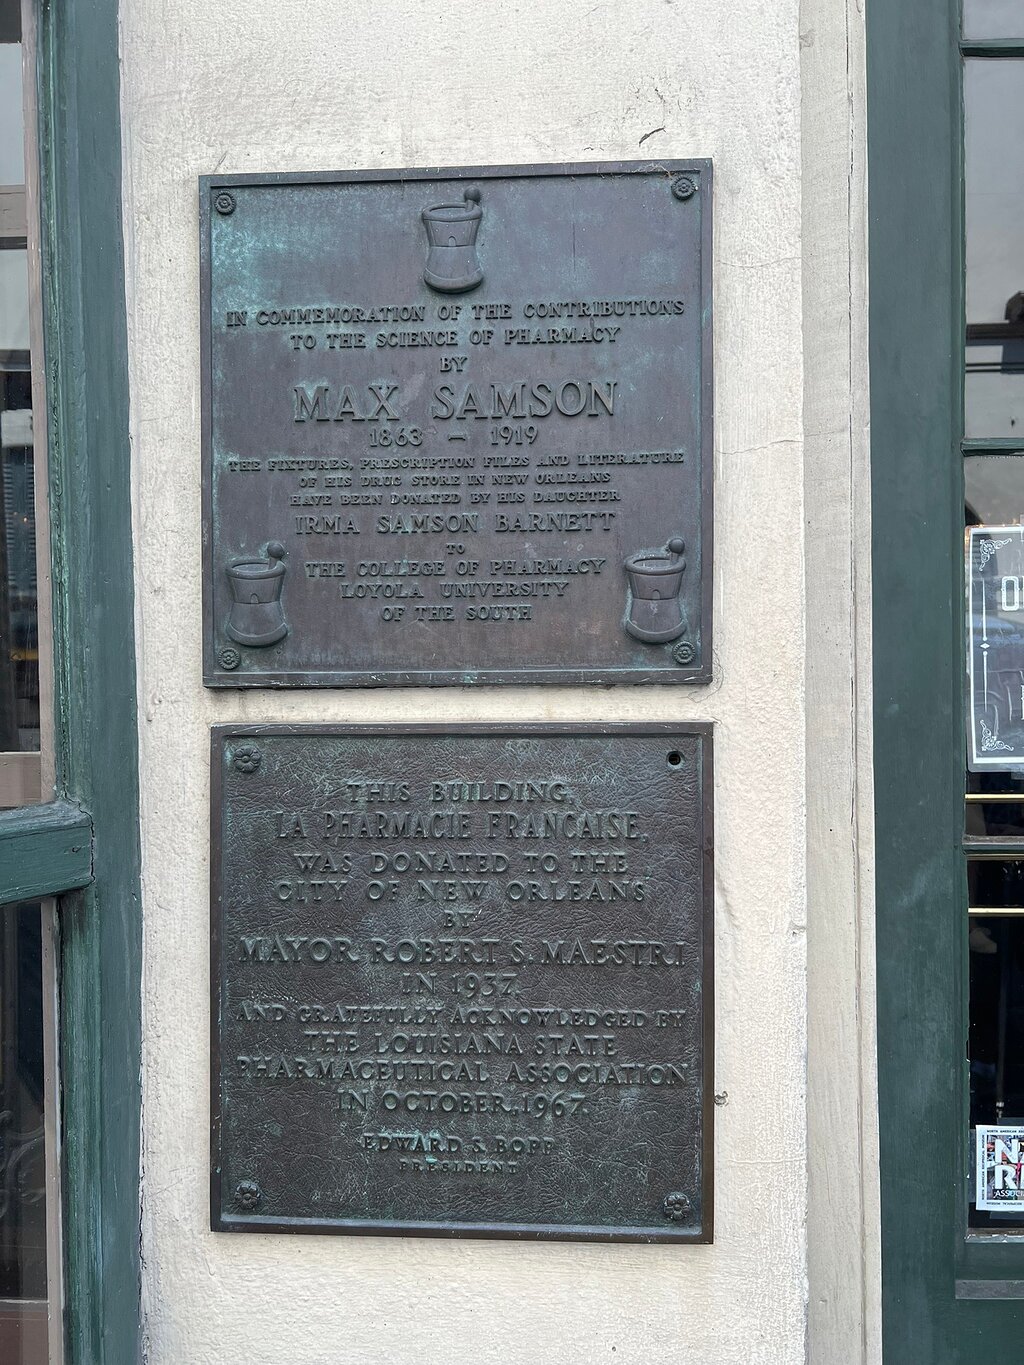 IN COMMEMORATION OF THE CONTRIBUTIONS
TO THE SCIENCE OF PHARMACY
BY
MAX SAMSON
1863 — 1919
THE FIXTURES, PRESCRIPTION FILES AND LITERATURE
OF HIS DRUG STORE IN NEW ORLEANS
HAVE BEEN DONATED BY HIS DAUGHTER
IRMA SAMSON BARNETT
TO
THE COLLEGE OF PHARMACY
LOYOLA UNIVERSITY
OF THE SOUTH
THIS BUILDING,
LA PHARMACIE FRANCAISE,
WAS DONATED TO THE
CITY OF NEW ORLEANS
BY
MAYOR ROBERT S. MAESTRI
IN 1937,
AND GRATEFULLY ACKNOWLEDGED BY
THE LOUISIANA STATE
PHARMACEUTICAL ASSOCIATION
IN OCTOBER, 1967.
EDWARD S. BOPP
PRESIDENT